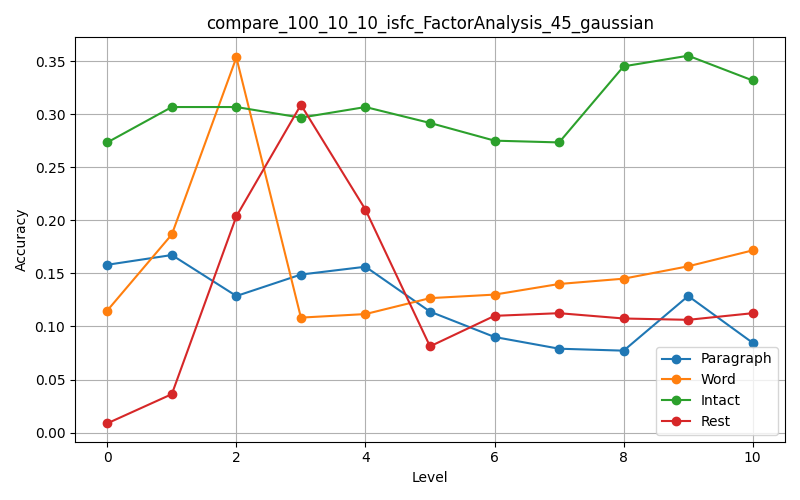 compare_100_10_10_isfc_FactorAnalysis_45_gaussian
Accuracy
0.35
0.30
0.25
0.20
0.15
0.10
0.05
0.00
0 2 4 6 8 10
Level
Paragraph
Word
Intact
Rest